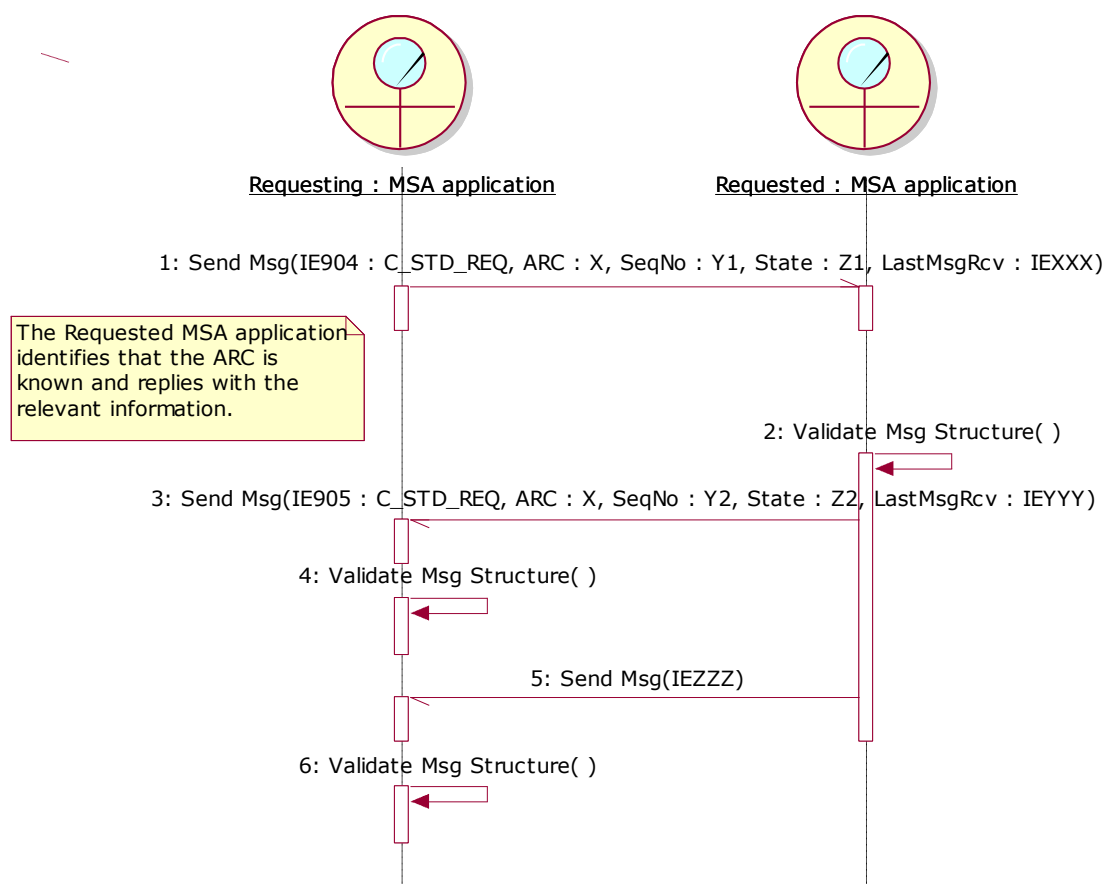 Requesting : MSA application
Requested : MSA application
1: Send Msg(IE904 : C_STD_REQ, ARC : X, SeqNo : Y1, State : Z1, LastMsgRcv : IEXXX)
The Requested MSA application
identifies that the ARC is
known and replies with the
relevant information.
2: Validate Msg Structure( )
3: Send Msg(IE905 : C_STD_REQ, ARC : X, SeqNo : Y2, State : Z2, LastMsgRcv : IEYYY)
4: Validate Msg Structure( )
5: Send Msg(IEZZZ)
6: Validate Msg Structure( )